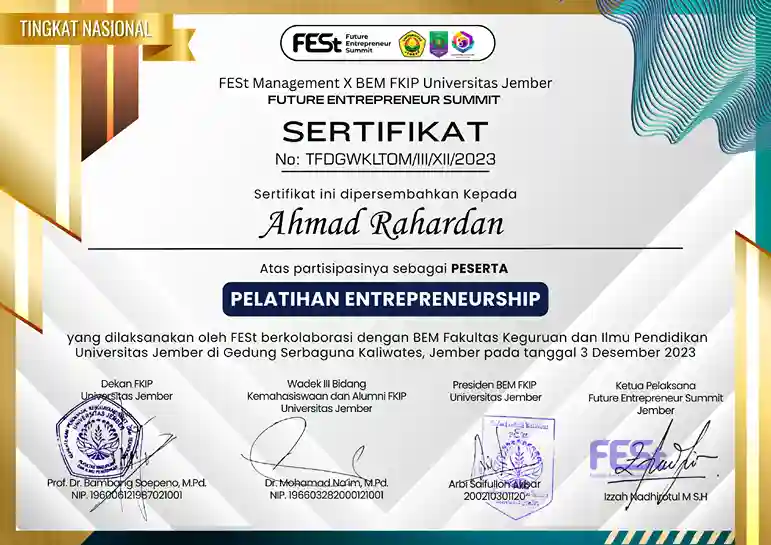 TINGKAT NASIONAL
FESt Future
Entrepreneur
Summit
FESt Management X BEM FKIP Universitas Jember
FUTURE ENTREPRENEUR SUMMIT
SERTIFIKAT
No: TFDGWKLTOM/III/XII/2023
Sertifikat ini dipersembahkan Kepada
Ahmad Rahardan
Atas partisipasinya sebagai PESERTA
PELATIHAN ENTREPRENEURSHIP
yang dilaksanakan oleh FESt berkolaborasi dengan BEM Fakultas Keguruan dan Ilmu Pendidikan
Universitas Jember di Gedung Serbaguna Kaliwates, Jember pada tanggal 3 Desember 2023
Dekan FKIP
Universitas Jember
Prof. Dr. Bambang Soepeno, M.Pd.
NIP. 196006121987021001
Wadek III Bidang
Kemahasiswaan dan Alumni FKIP
Universitas Jember
Dr. Mohamad Na'im, M.Pd.
NIP. 196603282000121001
Presiden BEM FKIP
Universitas Jember
Arbi Saifulloh Akbar
200210301120
Ketua Pelaksana
Future Entrepreneur Summit
Jember
FESt
Izzah Nadhirotul M S.H